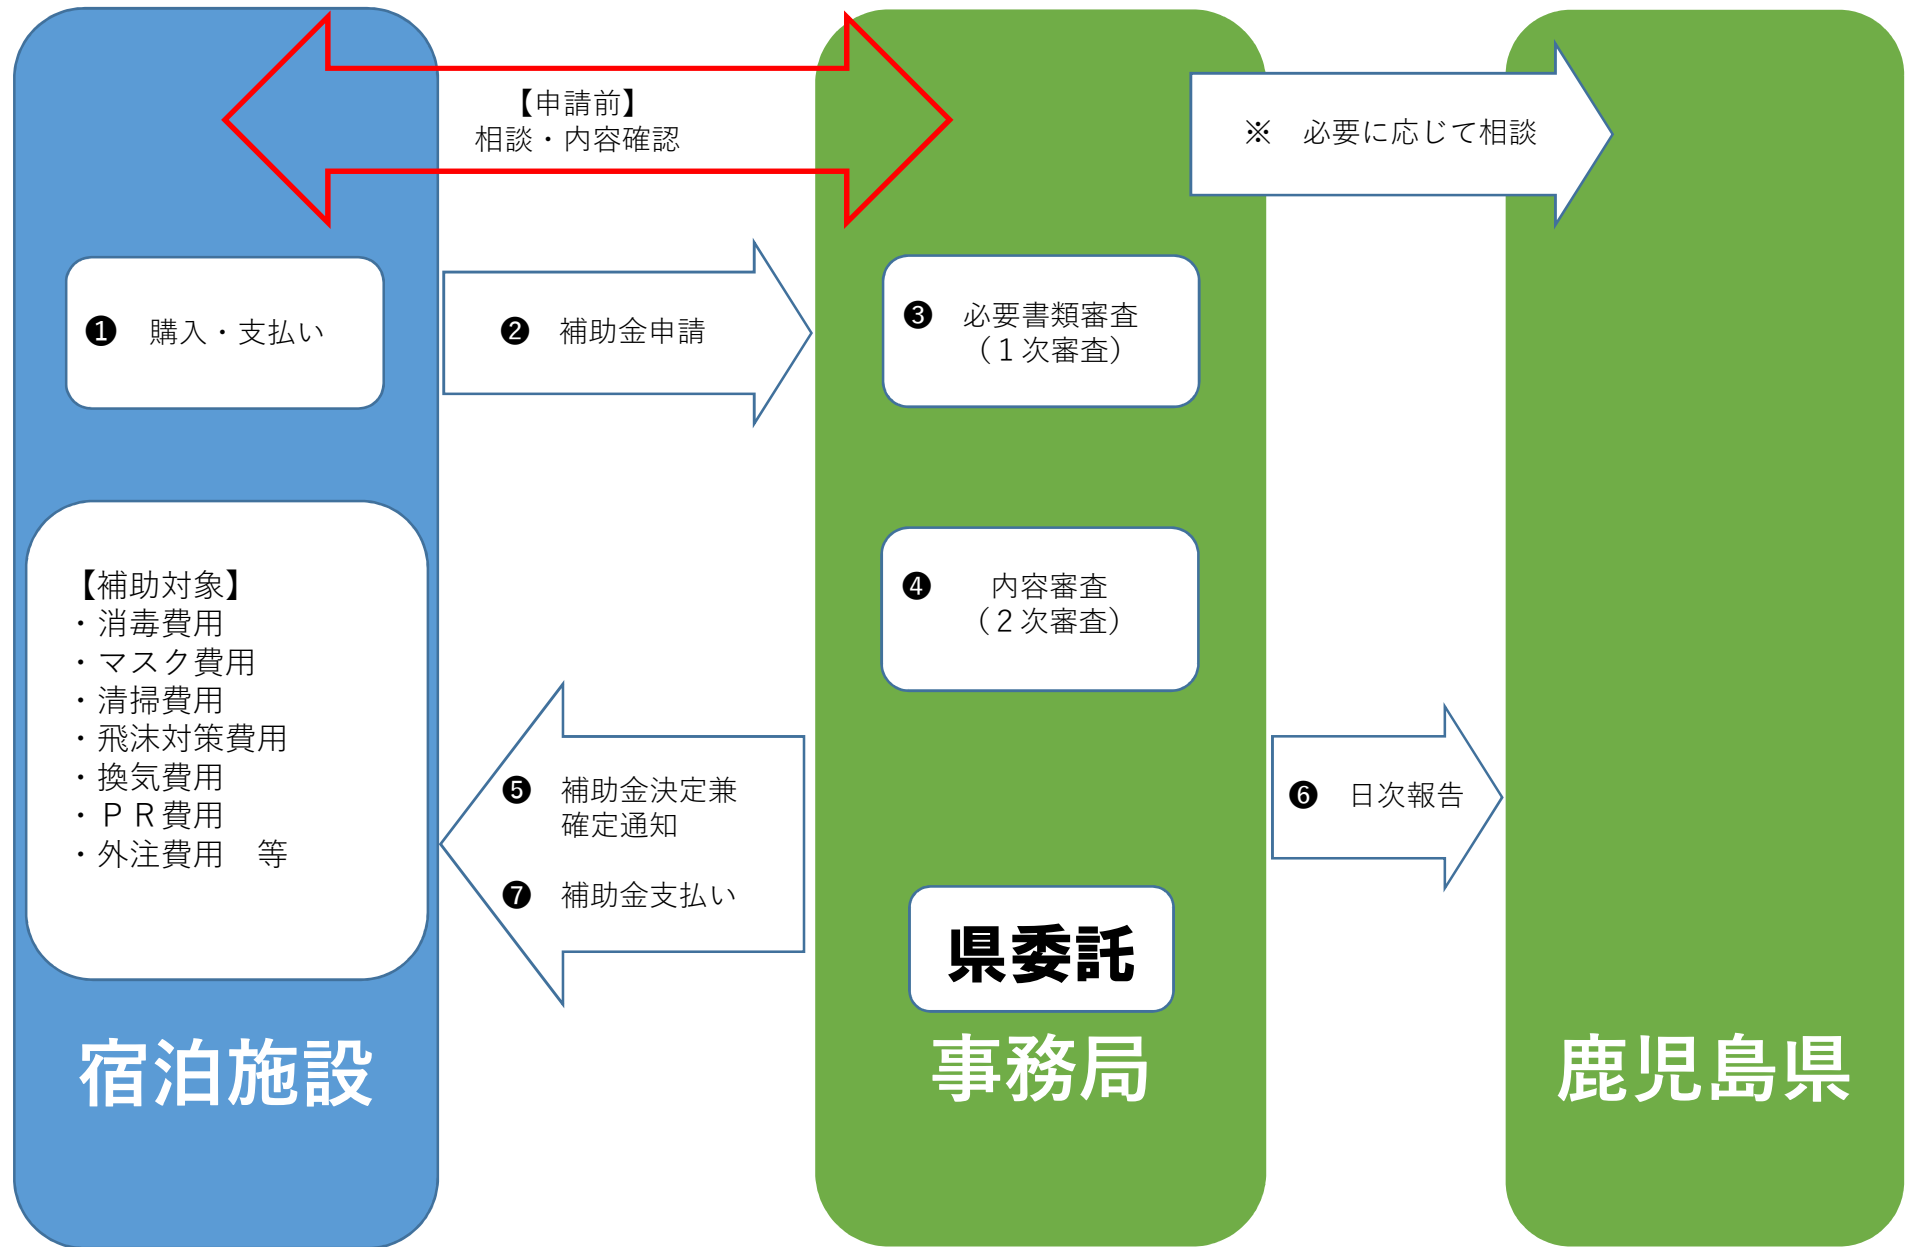 【申請前】
相談・内容確認
※　必要に応じて相談
❶　購入・支払い
❷　補助金申請
❸　必要書類審査
（１次審査）
❹　内容審査
（２次審査）
【補助対象】
・消毒費用
・マスク費用
・清掃費用
・飛沫対策費用
・換気費用
・ＰＲ費用
・外注費用　等
❺　補助金決定兼
確定通知
❼　補助金支払い
❻　日次報告
県委託
宿泊施設
事務局
鹿児島県